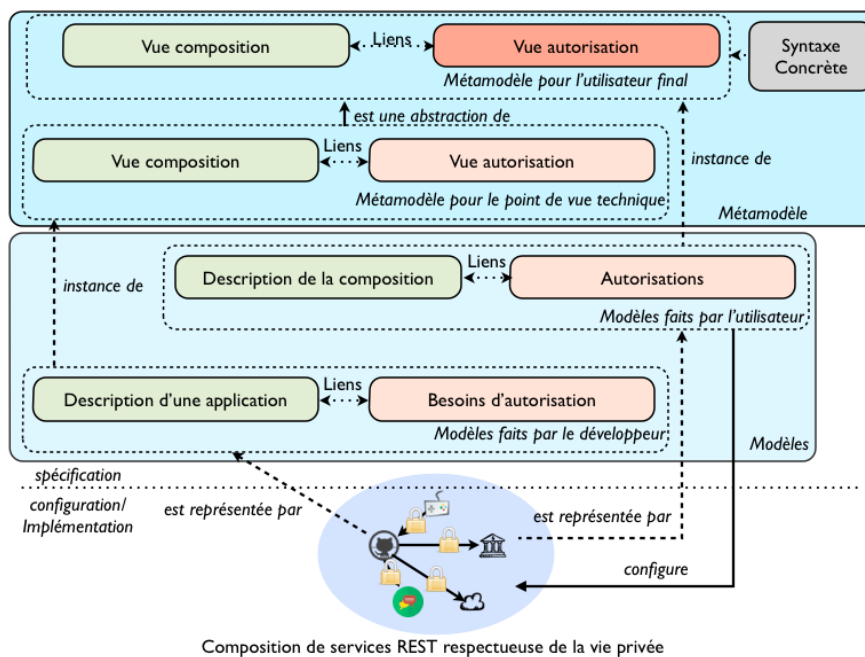 Vue composition
Liens
Vue autorisation
Syntaxe
Concrète
Métamodèle pour l'utilisateur final
est une abstraction de
Vue composition
Liens
Vue autorisation
instance de
Métamodèle pour le point de vue technique
Métamodèle
instance de
Description de la composition
Liens
Autorisations
Modèles faits par l'utilisateur
Description d'une application
Liens
Besoins d'autorisation
Modèles faits par le développeur
Modèles
spécification
configuration/
Implémentation
est représentée par
est représentée par
configure
Composition de services REST respectueuse de la vie privée